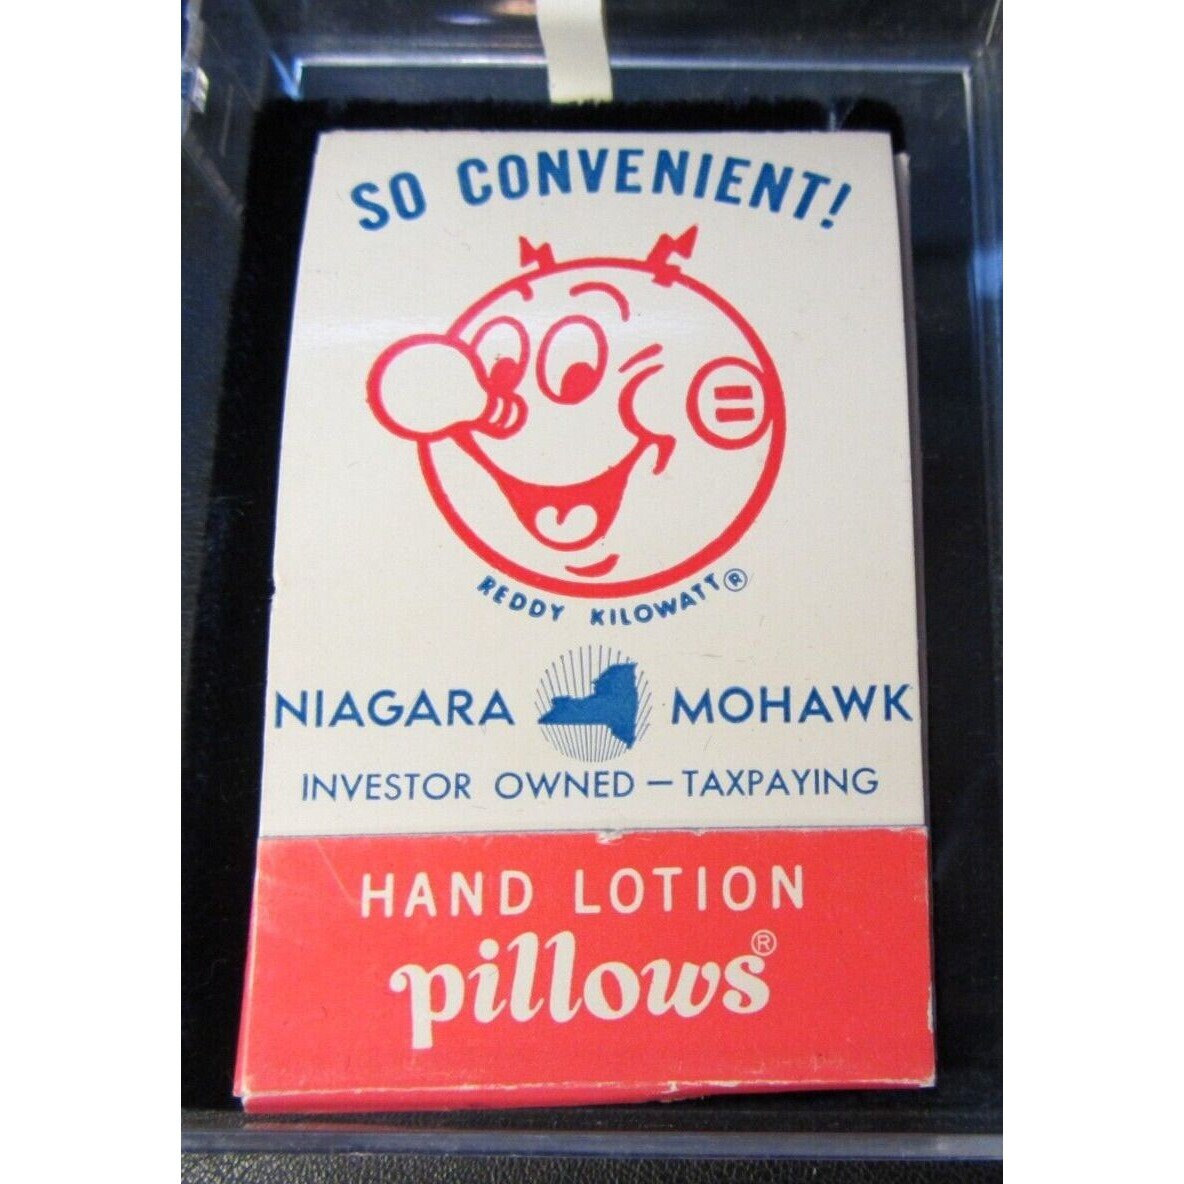 SO CONVENIENT!
REDDY KILOWATT®
NIAGARA MOHAWK
INVESTOR OWNED — TAXPAYING
HAND LOTION
pillows®